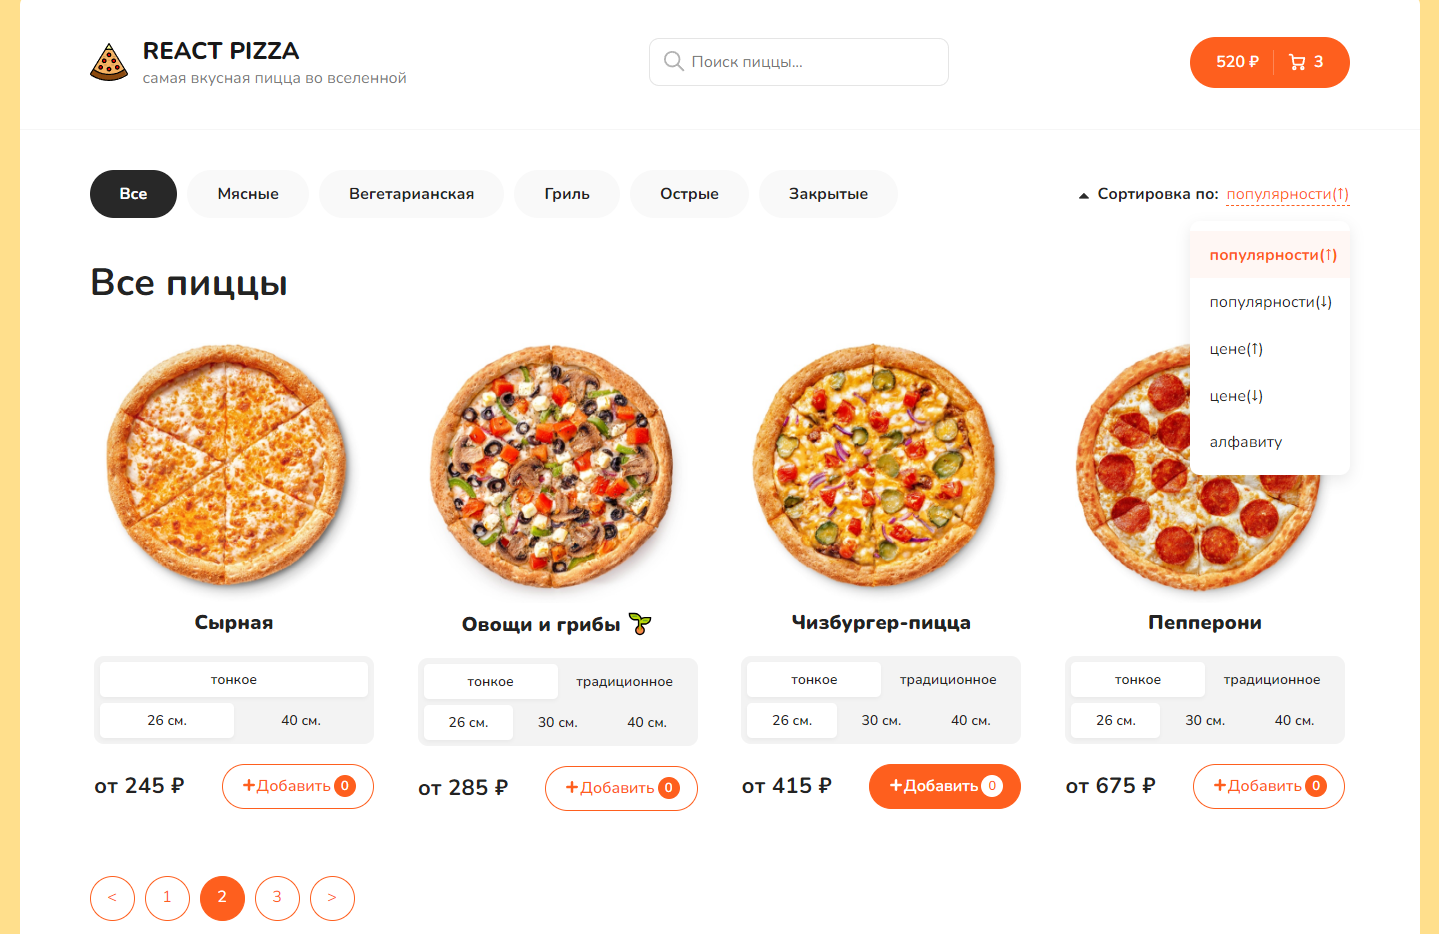 REACT PIZZA
самая вкусная пицца во вселенной
Поиск пиццы...
520 ₽ 3
Все Мясные Вегетарианская Гриль Острые Закрытые
Сортировка по: популярности(↑)
популярности(↑)
популярности(↓)
цене(↑)
цене(↓)
алфавиту
Все пиццы
Сырная
тонкое
26 см. 40 см.
от 245 ₽ +Добавить 0
Овощи и грибы
тонкое традиционное
26 см. 30 см. 40 см.
от 285 ₽ +Добавить 0
Чизбургер-пицца
тонкое традиционное
26 см. 30 см. 40 см.
от 415 ₽ +Добавить 0
Пепперони
тонкое традиционное
26 см. 30 см. 40 см.
от 675 ₽ +Добавить 0
< 1 2 3 >